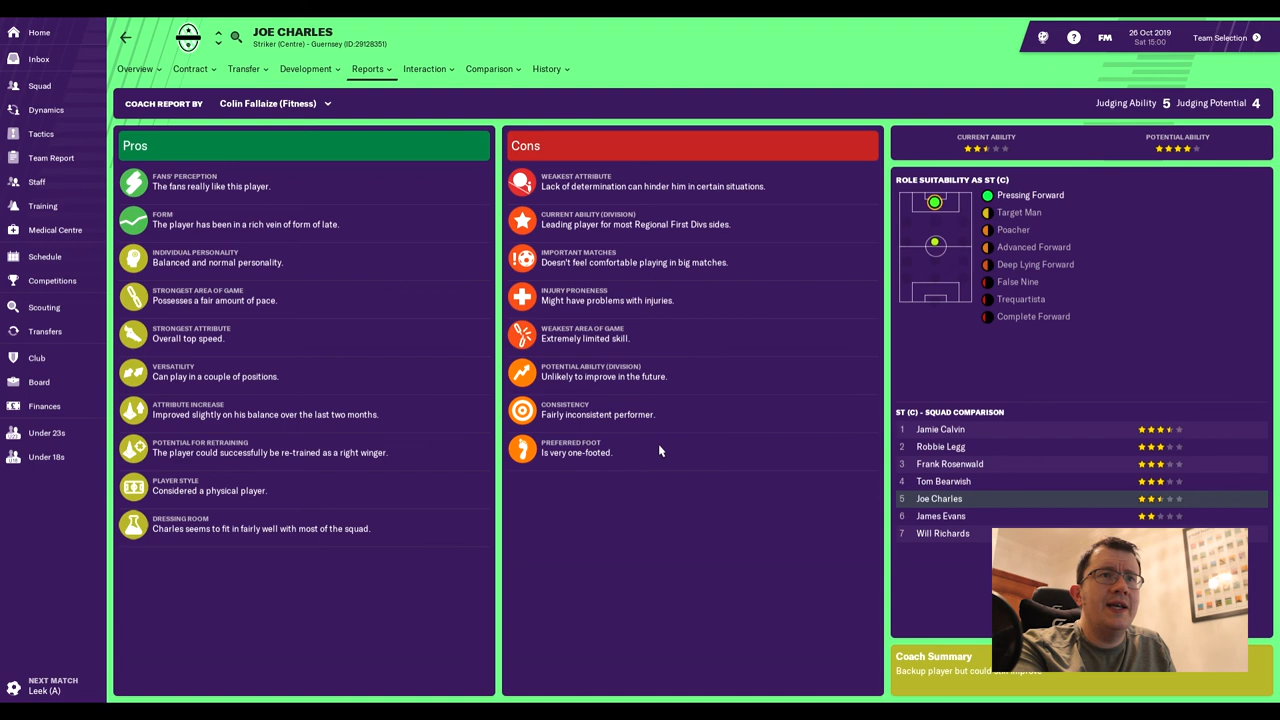 Home
Inbox
Squad
Dynamics
Tactics
Team Report
Staff
Training
Medical Centre
Schedule
Competitions
Scouting
Transfers
Club
Board
Finances
Under 23s
Under 18s
NEXT MATCH
Leek (A)
JOE CHARLES
Striker (Centre) - Guernsey (ID:29128351)
26 Oct 2019
Sat 15:00
FM
Team Selection
Overview
Contract
Transfer
Development
Reports
Interaction
Comparison
History
COACH REPORT BY Colin Fallaize (Fitness)
Judging Ability 5 Judging Potential 4
Pros
FANS' PERCEPTION
The fans really like this player.
FORM
The player has been in a rich vein of form of late.
INDIVIDUAL PERSONALITY
Balanced and normal personality.
STRONGEST AREA OF GAME
Possesses a fair amount of pace.
STRONGEST ATTRIBUTE
Overall top speed.
VERSATILITY
Can play in a couple of positions.
ATTRIBUTE INCREASE
Improved slightly on his balance over the last two months.
POTENTIAL FOR RETRAINING
The player could successfully be re-trained as a right winger.
PLAYER STYLE
Considered a physical player.
DRESSING ROOM
Charles seems to fit in fairly well with most of the squad.
Cons
WEAKEST ATTRIBUTE
Lack of determination can hinder him in certain situations.
CURRENT ABILITY (DIVISION)
Leading player for most Regional First Divs sides.
IMPORTANT MATCHES
Doesn't feel comfortable playing in big matches.
INJURY PRONENESS
Might have problems with injuries.
WEAKEST AREA OF GAME
Extremely limited skill.
POTENTIAL ABILITY (DIVISION)
Unlikely to improve in the future.
CONSISTENCY
Fairly inconsistent performer.
PREFERRED FOOT
Is very one-footed.
CURRENT ABILITY
POTENTIAL ABILITY
ROLE SUITABILITY AS ST (C)
Pressing Forward
Target Man
Poacher
Advanced Forward
Deep Lying Forward
False Nine
Trequartista
Complete Forward
ST (C) - SQUAD COMPARISON
1 Jamie Calvin
2 Robbie Legg
3 Frank Rosenwald
4 Tom Bearwish
5 Joe Charles
6 James Evans
7 Will Richards
Coach Summary
Backup player but could still improve